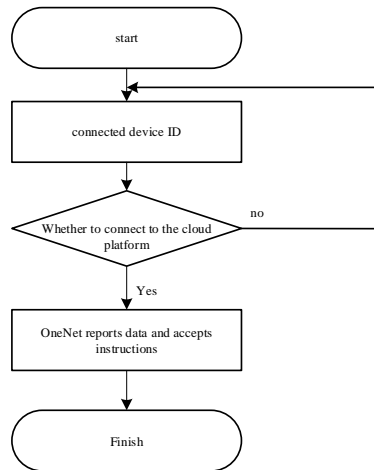 start
connected device ID
Whether to connect to the cloud
platform
no
Yes
OneNet reports data and accepts
instructions
Finish